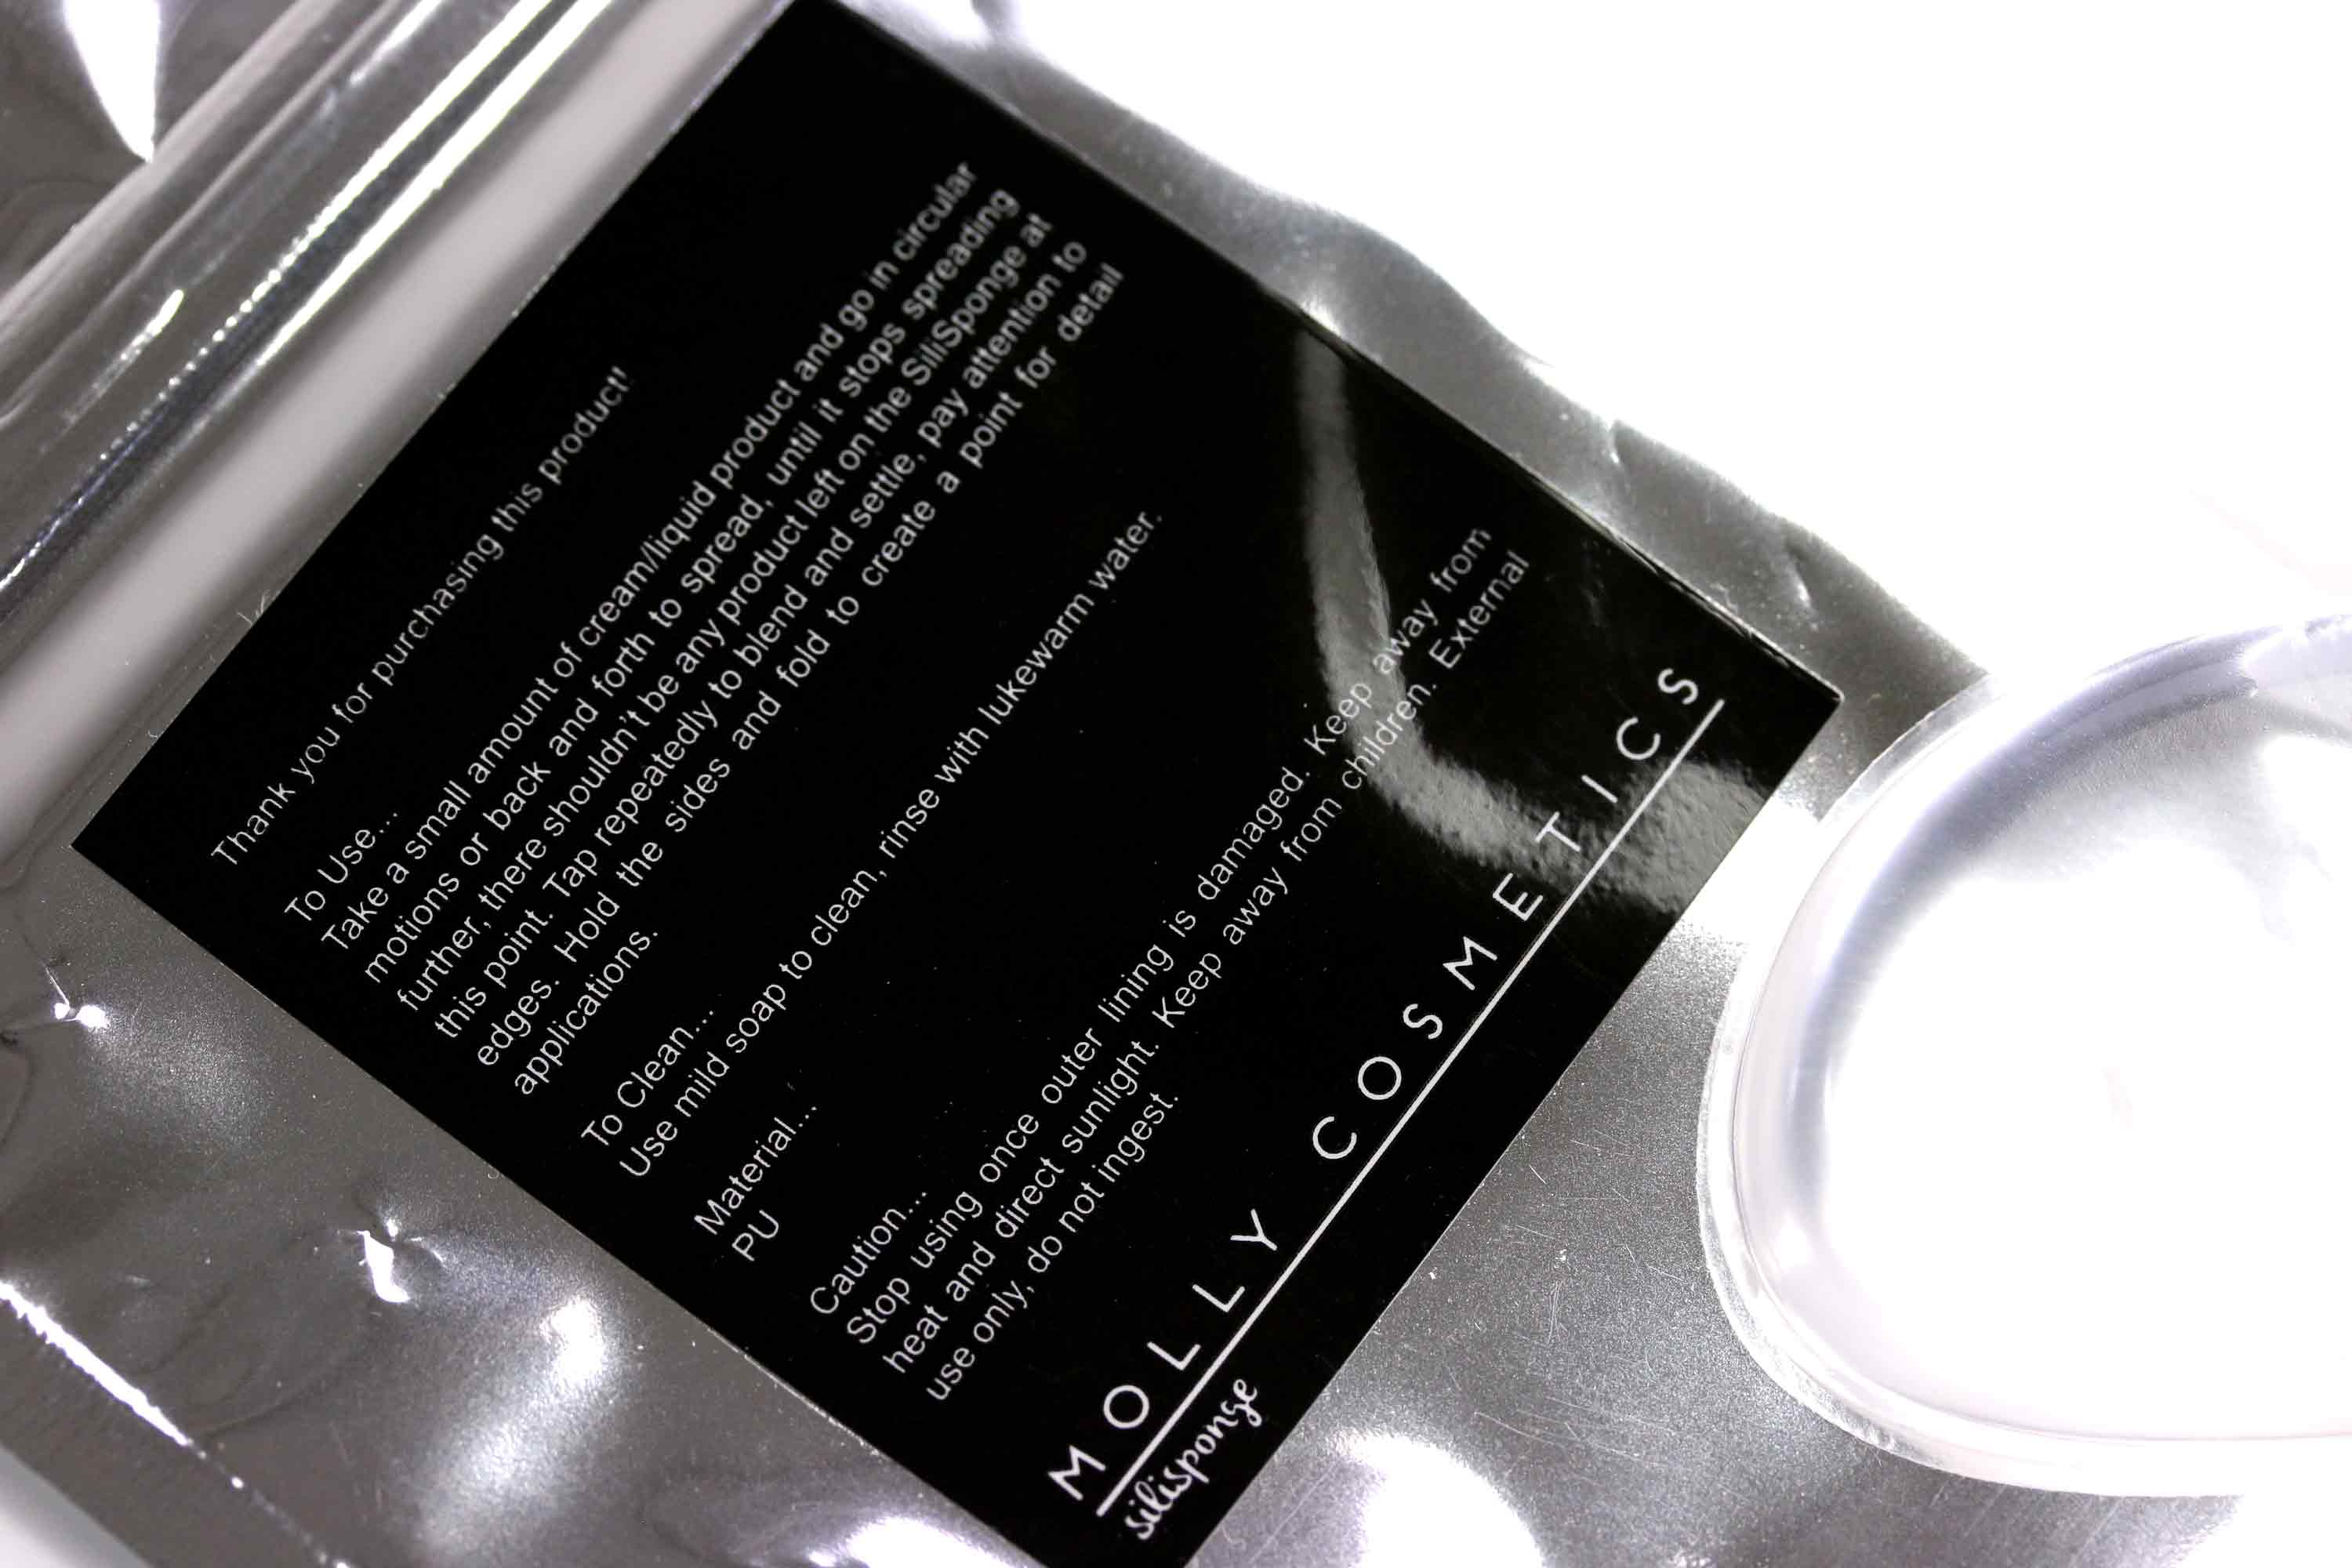 Thank you for purchasing this product!
To Use...
Take a small amount of cream/liquid product and go in circular
motions or back and forth to spread, until it stops spreading
further, there shouldn't be any product left on the SiliSponge at
this point. Tap repeatedly to blend and settle, pay attention to
edges. Hold the sides and fold to create a point for detail
applications.
To Clean...
Use mild soap to clean, rinse with lukewarm water.
Material...
PU
Caution...
Stop using once outer lining is damaged. Keep away from
heat and direct sunlight. Keep away from children. External
use only, do not ingest.
MOLLY COSMETICS
silisponge